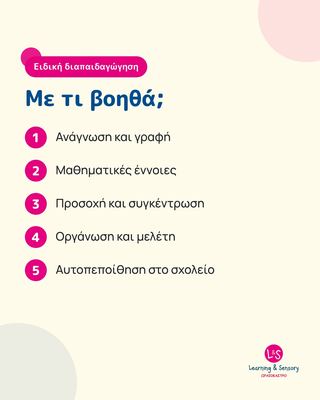 Ειδική διαπαιδαγώγηση
Με τι βοηθά;
1 Ανάγνωση και γραφή
2 Μαθηματικές έννοιες
3 Προσοχή και συγκέντρωση
4 Οργάνωση και μελέτη
5 Αυτοπεποίθηση στο σχολείο
L&S
Learning & Sensory
ΩΡΑΙΟΚΑΣΤΡΟ